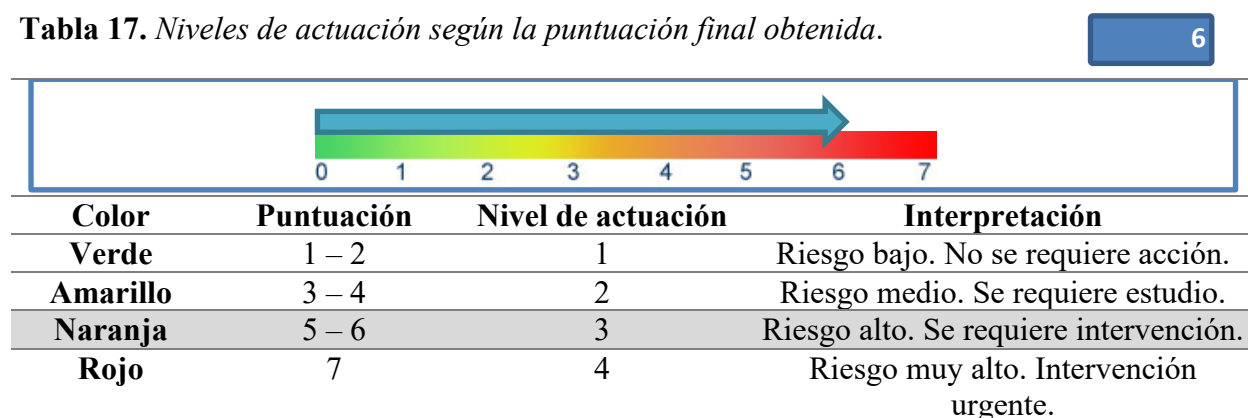 Tabla 17. Niveles de actuación según la puntuación final obtenida.
6
0 1 2 3 4 5 6 7
Color Puntuación Nivel de actuación Interpretación
Verde 1 – 2 1 Riesgo bajo. No se requiere acción.
Amarillo 3 – 4 2 Riesgo medio. Se requiere estudio.
Naranja 5 – 6 3 Riesgo alto. Se requiere intervención.
Rojo 7 4 Riesgo muy alto. Intervención
urgente.